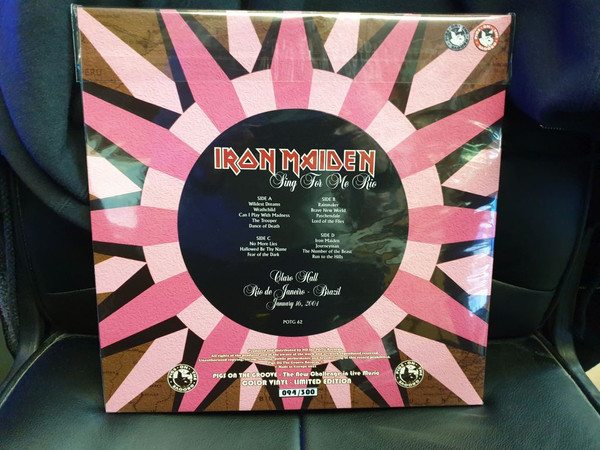 IRON MAIDEN
Sing For Me Rio
SIDE A
Wildest Dreams
Wrathchild
Can I Play With Madness
The Trooper
Dance of Death
SIDE B
Rainmaker
Brave New World
Paschendale
Lord of the Flies
SIDE C
No More Lies
Hallowed Be Thy Name
Fear of the Dark
SIDE D
Iron Maiden
Journeyman
The Number of the Beast
Run to the Hills
Claro Hall
Rio de Janeiro - Brazil
January 16, 2004
POTG 62
PIGS ON THE GROOVE - The New Challenge in Live Music
COLOR VINYL - LIMITED EDITION
094/300